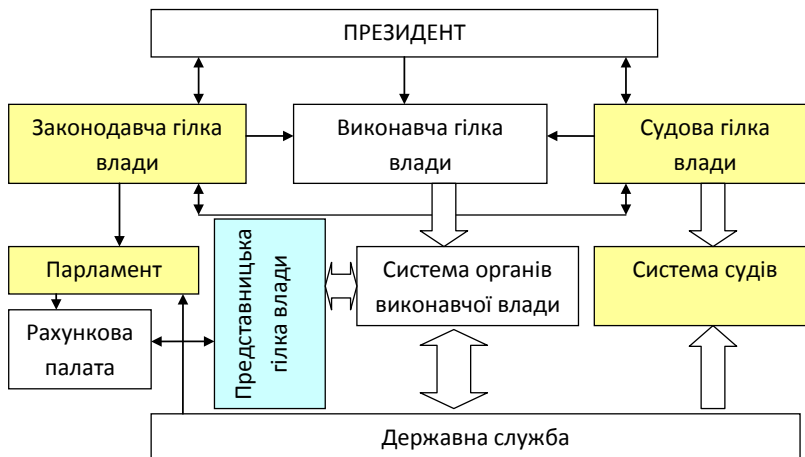 ПРЕЗИДЕНТ
Законодавча гілка
влади
Виконавча гілка
влади
Судова гілка
влади
Парламент
Рахункова
палата
Представницька
гілка влади
Система органів
виконавчої влади
Система судів
Державна служба